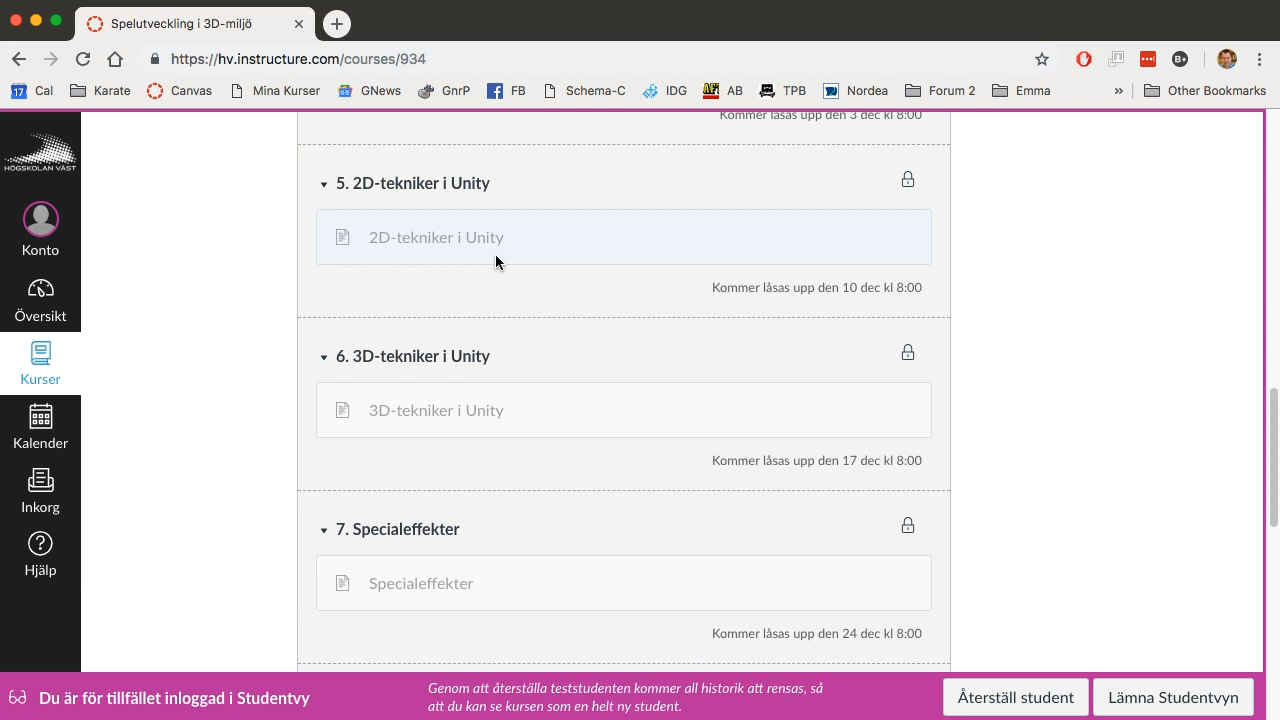 Spelutveckling i 3D-miljö
https://hv.instructure.com/courses/934
17 Cal Karate Canvas Mina Kurser GNews GnrP FB Schema-C IDG AB TPB Nordea Forum 2 Emma » Other Bookmarks
HÖGSKOLAN VÄST
Konto
Översikt
Kurser
Kalender
Inkorg
Hjälp
Kommer låsas upp den 3 dec kl 8:00
5. 2D-tekniker i Unity
2D-tekniker i Unity
Kommer låsas upp den 10 dec kl 8:00
6. 3D-tekniker i Unity
3D-tekniker i Unity
Kommer låsas upp den 17 dec kl 8:00
7. Specialeffekter
Specialeffekter
Kommer låsas upp den 24 dec kl 8:00
Du är för tillfället inloggad i Studentvy
Genom att återställa teststudenten kommer all historik att rensas, så
att du kan se kursen som en helt ny student.
Återställ student
Lämna Studentvyn